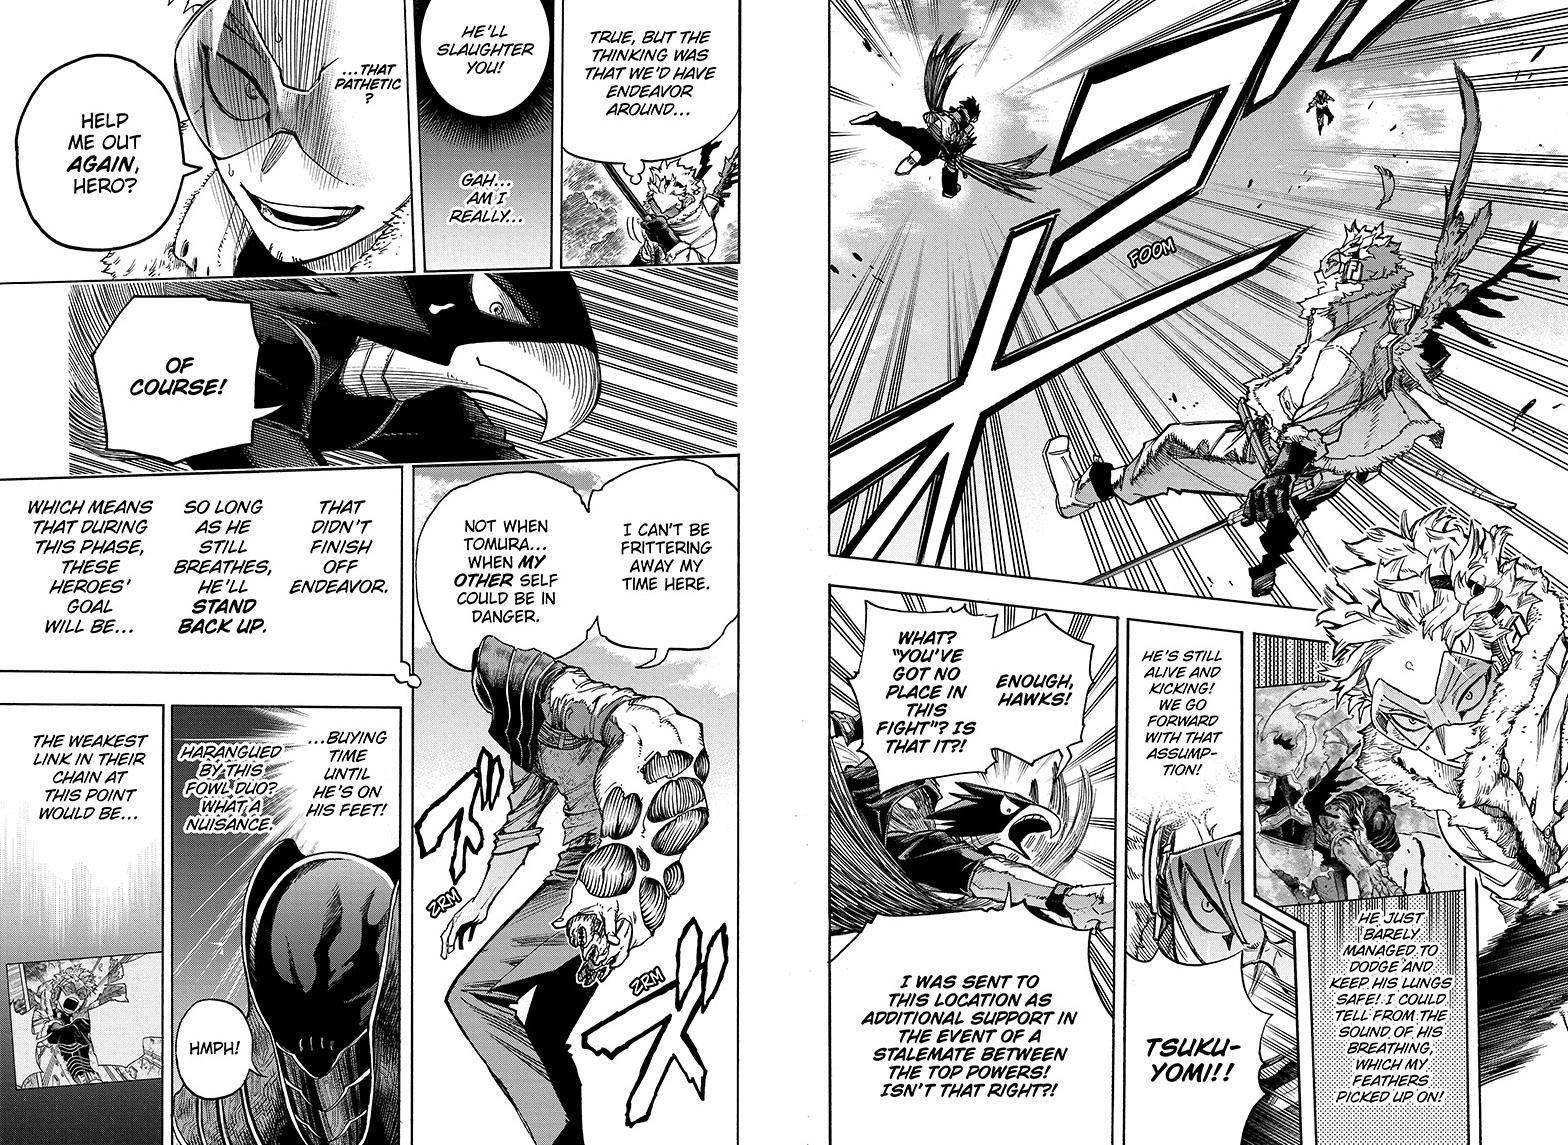 FOOM
HE JUST
BARELY
MANAGED TO
DODGE AND
KEEP HIS LUNGS
SAFE! I COULD
TELL FROM THE
SOUND OF HIS
BREATHING,
WHICH MY
FEATHERS
PICKED UP ON!
HE'S STILL
ALIVE AND
KICKING!
WE GO
FORWARD
WITH THAT
ASSUMP-
TION!
TSUKU-
YOMI!!
ENOUGH,
HAWKS!
WHAT?
"YOU'VE
GOT NO
PLACE IN
THIS
FIGHT"? IS
THAT IT?!
I WAS SENT TO
THIS LOCATION AS
ADDITIONAL SUPPORT IN
THE EVENT OF A
STALEMATE BETWEEN
THE TOP POWERS!
ISN'T THAT RIGHT?!
TRUE, BUT THE
THINKING WAS
THAT WE'D HAVE
ENDEAVOR
AROUND...
HE'LL
SLAUGHTER
YOU!
GAH...
AM I
REALLY...
...THAT
PATHETIC
?
HELP
ME OUT
AGAIN,
HERO?
OF
COURSE!
I CAN'T BE
FRITTERING
AWAY MY
TIME HERE.
NOT WHEN
TOMURA...
WHEN MY
OTHER SELF
COULD BE IN
DANGER.
ズ
ZRM
ズ
ZRM
ZRM
THAT
DIDN'T
FINISH
OFF
ENDEAVOR.
SO LONG
AS HE
STILL
BREATHES,
HE'LL
STAND
BACK UP.
WHICH MEANS
THAT DURING
THIS PHASE,
THESE
HEROES'
GOAL
WILL BE...
...BUYING
TIME
UNTIL
HE'S ON
HIS FEET!
HARANGUED
BY THIS
FOWL DUO?
WHAT A
NUISANCE.
HMPH!
THE WEAKEST
LINK IN THEIR
CHAIN AT
THIS POINT
WOULD BE...